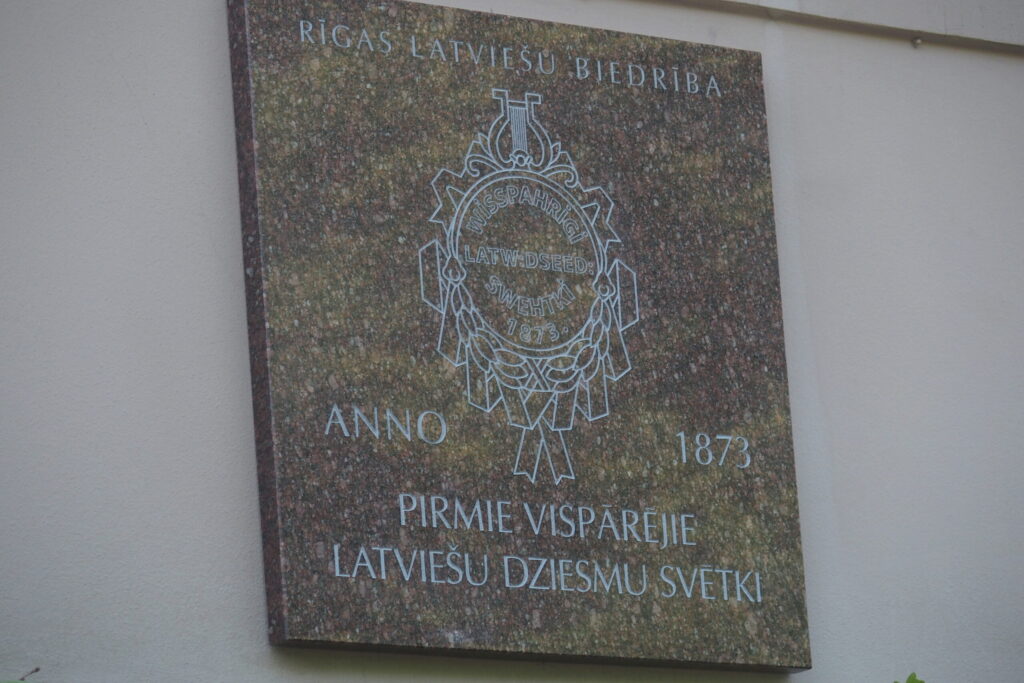 RĪGAS LATVIEŠU BIEDRĪBA
WISSPAHRIGI
LATW:DSEED:
SWEHTKI
1873.
ANNO 1873
PIRMIE VISPĀRĒJIE
LATVIEŠU DZIESMU SVĒTKI